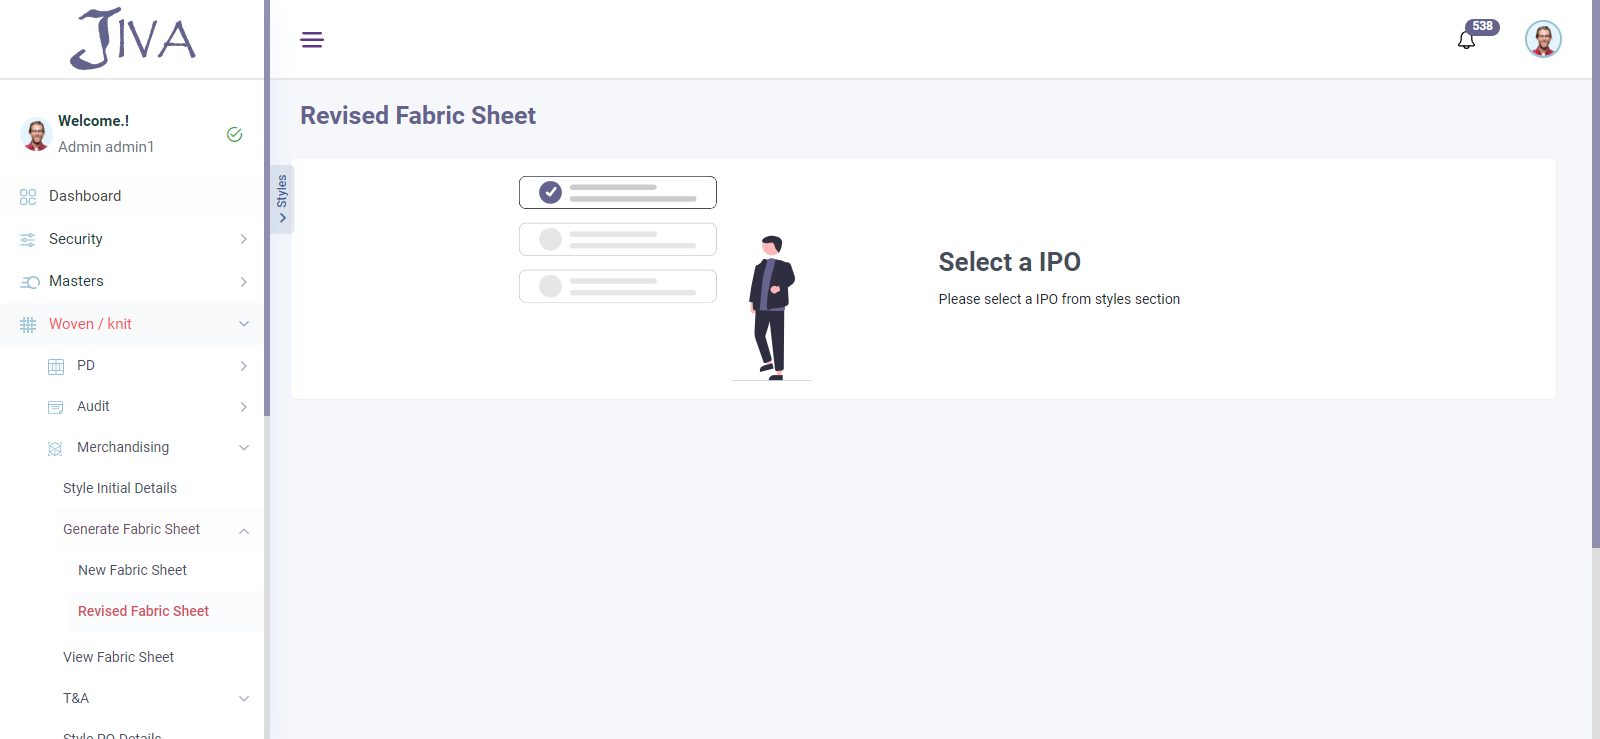 JIVA
538
Welcome.!
Admin admin1
Dashboard
Security
Masters
Woven / knit
PD
Audit
Merchandising
Style Initial Details
Generate Fabric Sheet
New Fabric Sheet
Revised Fabric Sheet
View Fabric Sheet
T&A
Style PO Details
Styles
Revised Fabric Sheet
Select a IPO
Please select a IPO from styles section